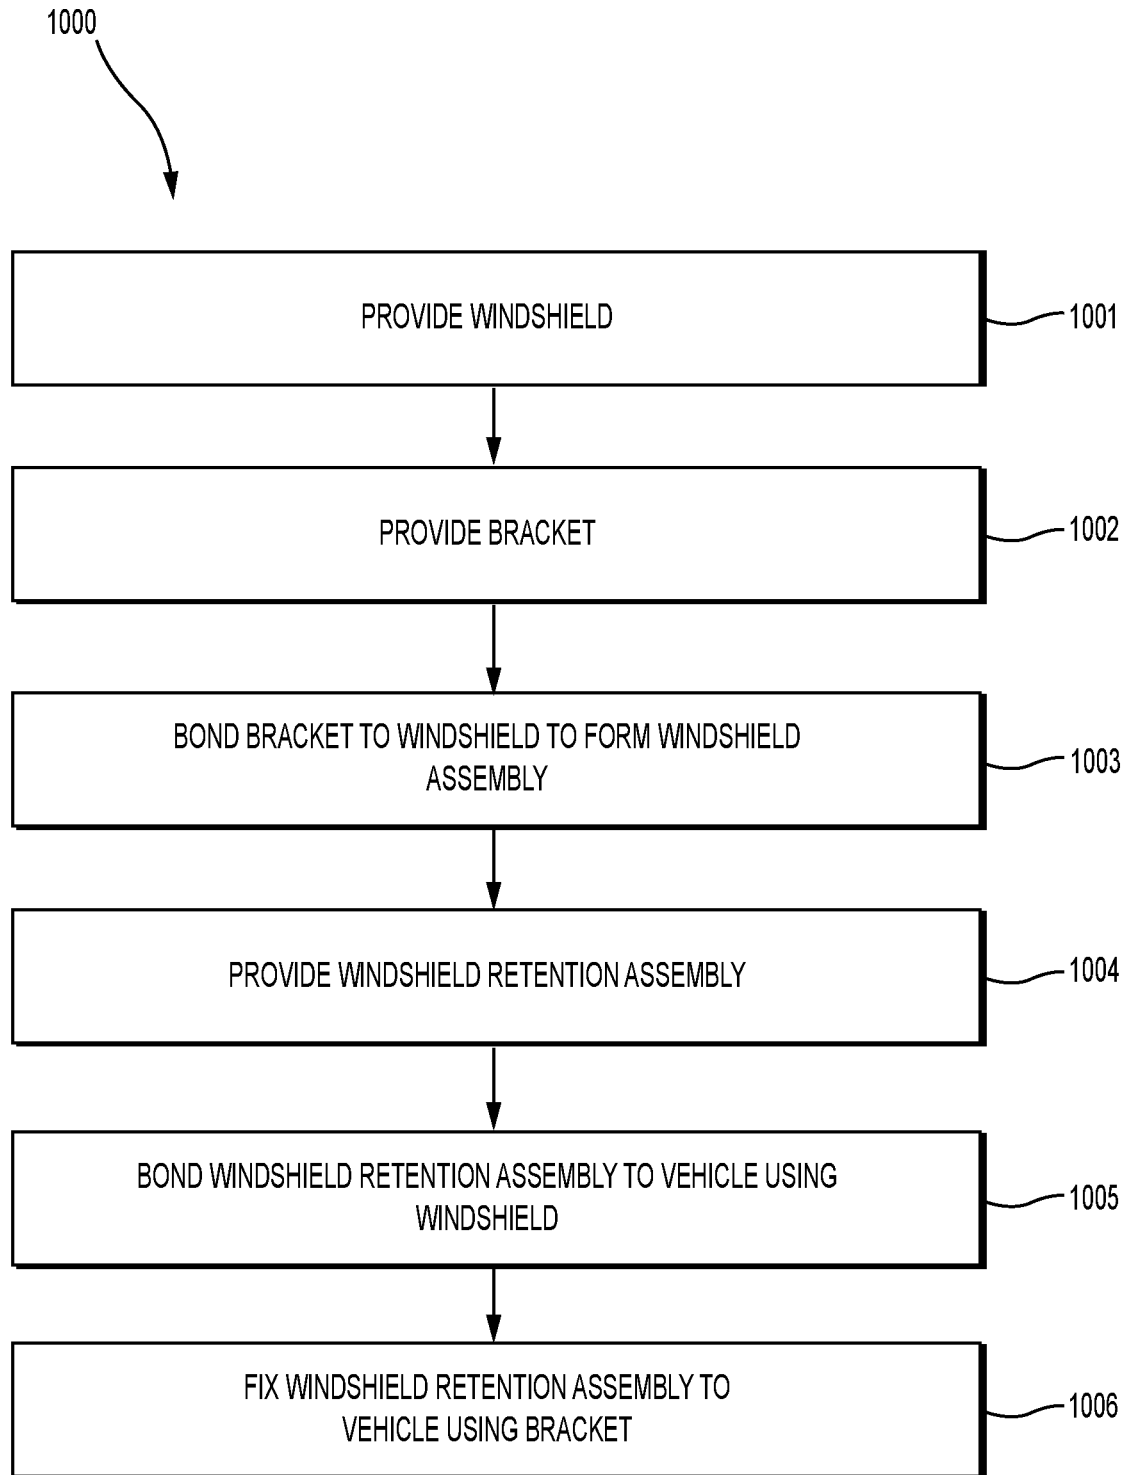 1000
PROVIDE WINDSHIELD
1001
PROVIDE BRACKET
1002
BOND BRACKET TO WINDSHIELD TO FORM WINDSHIELD
ASSEMBLY
1003
PROVIDE WINDSHIELD RETENTION ASSEMBLY
1004
BOND WINDSHIELD RETENTION ASSEMBLY TO VEHICLE USING
WINDSHIELD
1005
FIX WINDSHIELD RETENTION ASSEMBLY TO
VEHICLE USING BRACKET
1006